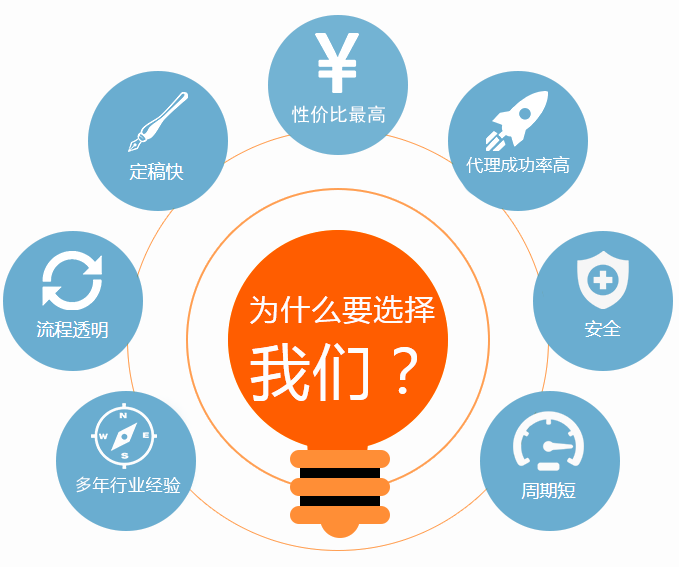 ¥
性价比最高
定稿快
代理成功率高
流程透明
为什么要选择
我们？
安全
N
W E
S
多年行业经验
周期短